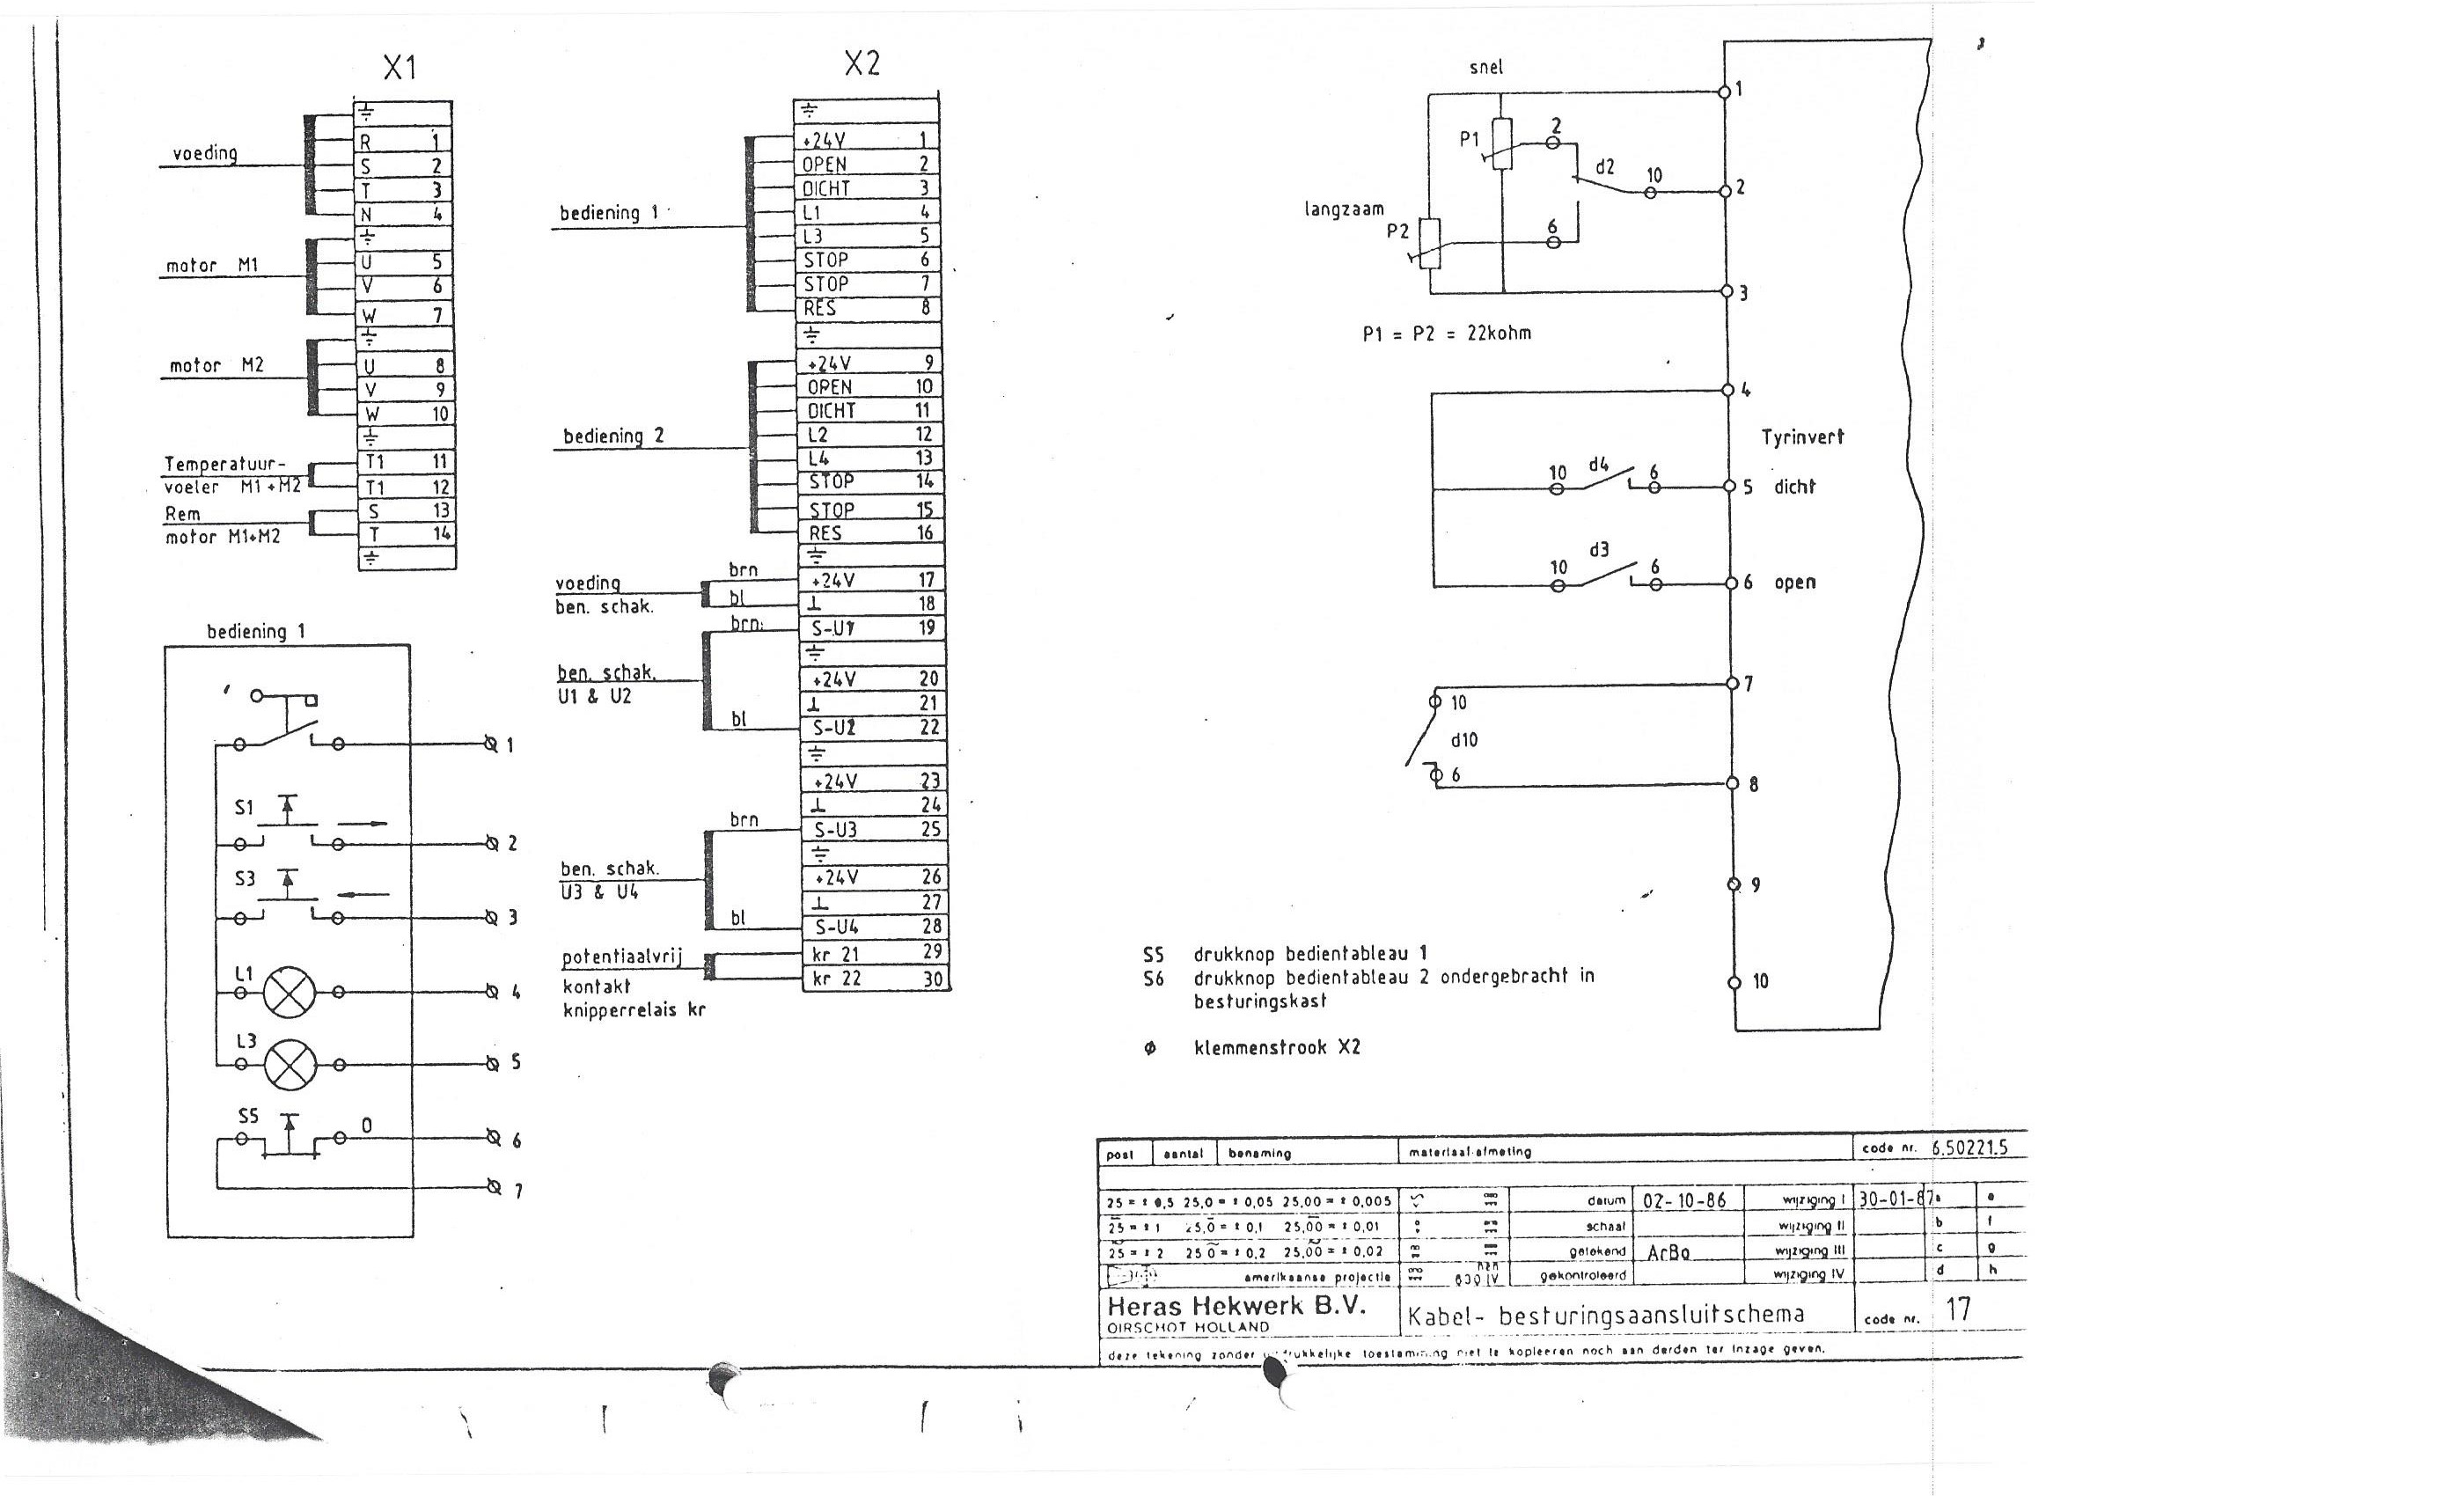 X1
⏚
R 1
S 2
T 3
N 4
⏚
U 5
V 6
W 7
⏚
U 8
V 9
W 10
⏚
T1 11
T1 12
S 13
T 14
⏚
voeding
motor M1
motor M2
Temperatuur-
voeler M1+M2
Rem
motor M1+M2
X2
⏚
+24V 1
OPEN 2
DICHT 3
L1 4
L3 5
STOP 6
STOP 7
RES 8
⏚
+24V 9
OPEN 10
DICHT 11
L2 12
L4 13
STOP 14
STOP 15
RES 16
⏚
+24V 17
⊥ 18
S-U1 19
⏚
+24V 20
⊥ 21
S-U2 22
⏚
+24V 23
⊥ 24
S-U3 25
⏚
+24V 26
⊥ 27
S-U4 28
kr 21 29
kr 22 30
bediening 1
bediening 2
voeding
ben. schak.
brn
bl
ben. schak.
U1 & U2
brn
bl
ben. schak.
U3 & U4
brn
bl
potentiaalvrij
kontakt
knipperrelais kr
bediening 1
1
S1
2
S3
3
L1
4
L3
5
S5
0
6
7
snel
1
P1
2
d2
10
2
langzaam
P2
6
3
P1 = P2 = 22kohm
4
Tyrinvert
10 d4 6
5 dicht
10 d3 6
6 open
7
10
d10
6
8
9
10
S5 drukknop bedientableau 1
S6 drukknop bedientableau 2 ondergebracht in
besturingskast
ϕ klemmenstrook X2
post aantal benaming materiaal-afmeting code nr. 6.50221.5
25 = ± 0,5 25,0 = ± 0,05 25,00 = ± 0,005
datum 02-10-86 wijziging I 30-01-87 a e
25 = ± 1 25,0 = ± 0,1 25,00 = ± 0,01
schaal wijziging II b f
25 = ± 2 25 0 = ± 0,2 25,00 = ± 0,02
getekend ArBo wijziging III c g
amerikaanse projectie
630 IV
gekontroleerd wijziging IV d h
Heras Hekwerk B.V.
OIRSCHOT HOLLAND
Kabel- besturingsaansluitschema
code nr. 17
deze tekening zonder toestemming niet te kopieeren noch aan derden ter inzage geven.